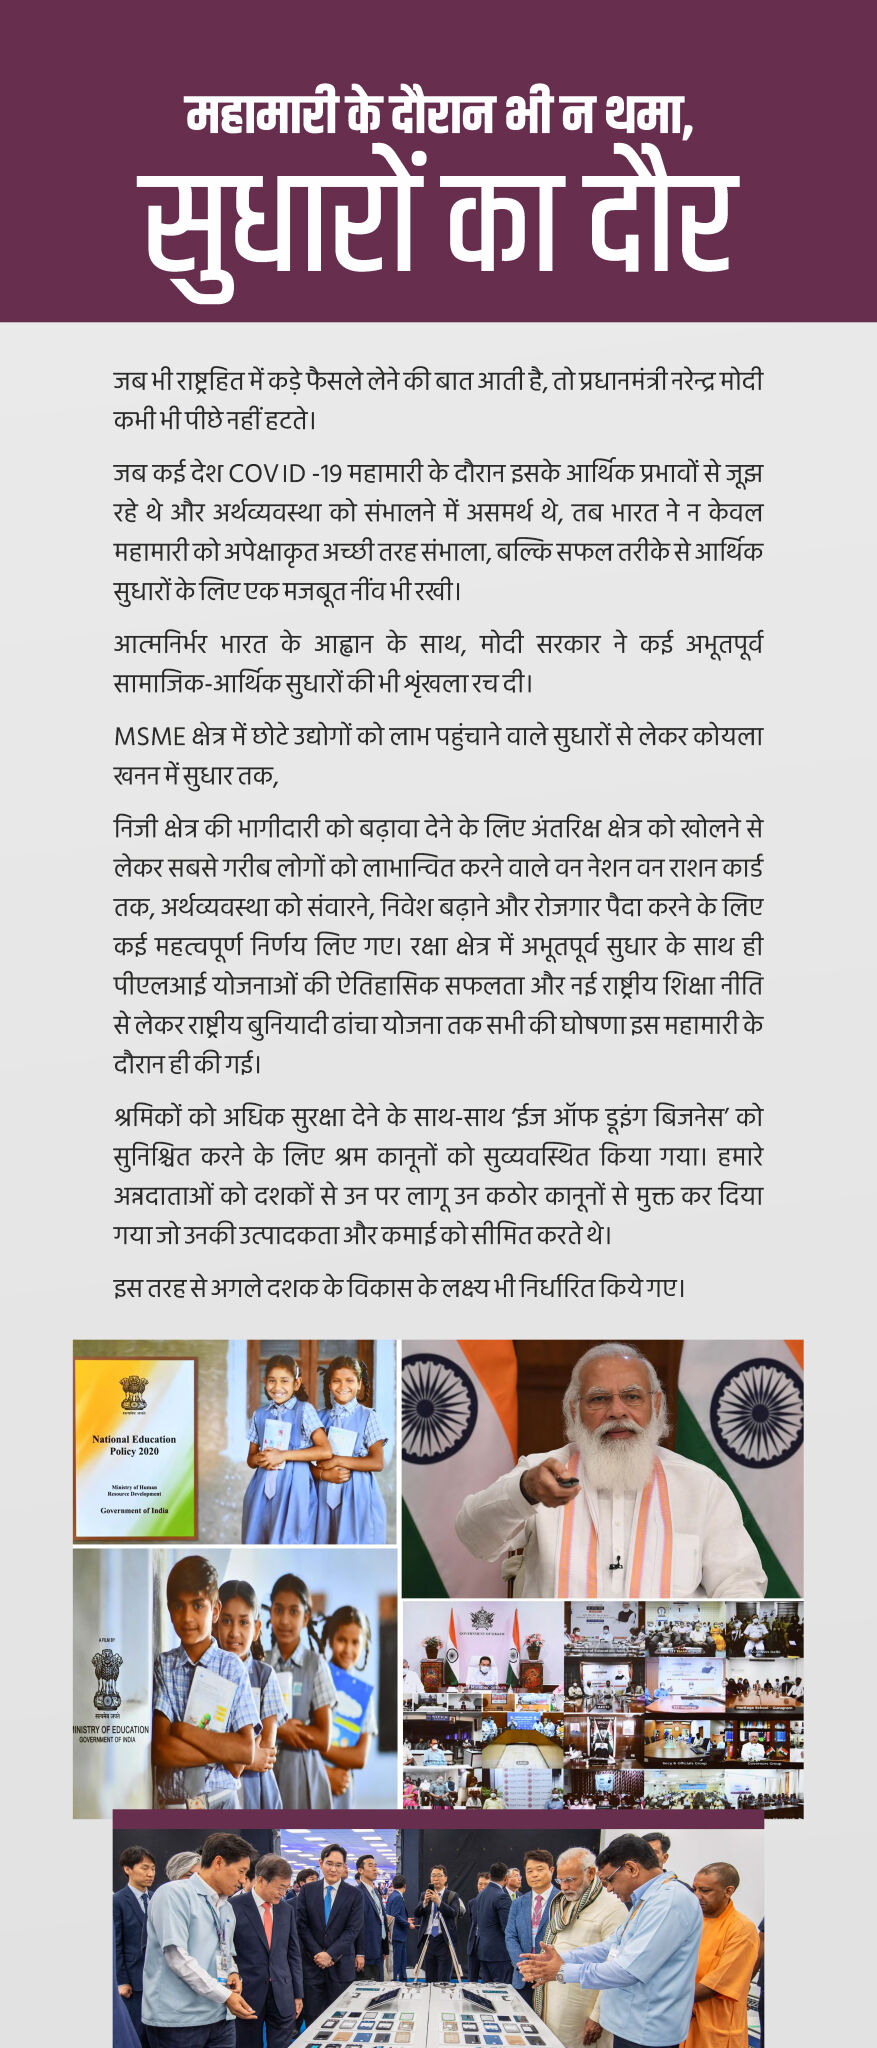 महामारी के दौरान भी न थमा,
सुधारों का दौर
जब भी राष्ट्रहित में कड़े फैसले लेने की बात आती है, तो प्रधानमंत्री नरेन्द्र मोदी
कभी भी पीछे नहीं हटते।
जब कई देश COVID -19 महामारी के दौरान इसके आर्थिक प्रभावों से जूझ
रहे थे और अर्थव्यवस्था को संभालने में असमर्थ थे, तब भारत ने न केवल
महामारी को अपेक्षाकृत अच्छी तरह संभाला, बल्कि सफल तरीके से आर्थिक
सुधारों के लिए एक मजबूत नींव भी रखी।
आत्मनिर्भर भारत के आह्वान के साथ, मोदी सरकार ने कई अभूतपूर्व
सामाजिक-आर्थिक सुधारों की भी शृंखला रच दी।
MSME क्षेत्र में छोटे उद्योगों को लाभ पहुंचाने वाले सुधारों से लेकर कोयला
खनन में सुधार तक,
निजी क्षेत्र की भागीदारी को बढ़ावा देने के लिए अंतरिक्ष क्षेत्र को खोलने से
लेकर सबसे गरीब लोगों को लाभान्वित करने वाले वन नेशन वन राशन कार्ड
तक, अर्थव्यवस्था को संवारने, निवेश बढ़ाने और रोजगार पैदा करने के लिए
कई महत्वपूर्ण निर्णय लिए गए। रक्षा क्षेत्र में अभूतपूर्व सुधार के साथ ही
पीएलआई योजनाओं की ऐतिहासिक सफलता और नई राष्ट्रीय शिक्षा नीति
से लेकर राष्ट्रीय बुनियादी ढांचा योजना तक सभी की घोषणा इस महामारी के
दौरान ही की गई।
श्रमिकों को अधिक सुरक्षा देने के साथ-साथ ‘ईज ऑफ डूइंग बिजनेस’ को
सुनिश्चित करने के लिए श्रम कानूनों को सुव्यवस्थित किया गया। हमारे
अन्नदाताओं को दशकों से उन पर लागू उन कठोर कानूनों से मुक्त कर दिया
गया जो उनकी उत्पादकता और कमाई को सीमित करते थे।
इस तरह से अगले दशक के विकास के लक्ष्य भी निर्धारित किये गए।
National Education
Policy 2020
Ministry of Human
Resource Development
Government of India
A FILM BY
सत्यमेव जयते
MINISTRY OF EDUCATION
GOVERNMENT OF INDIA